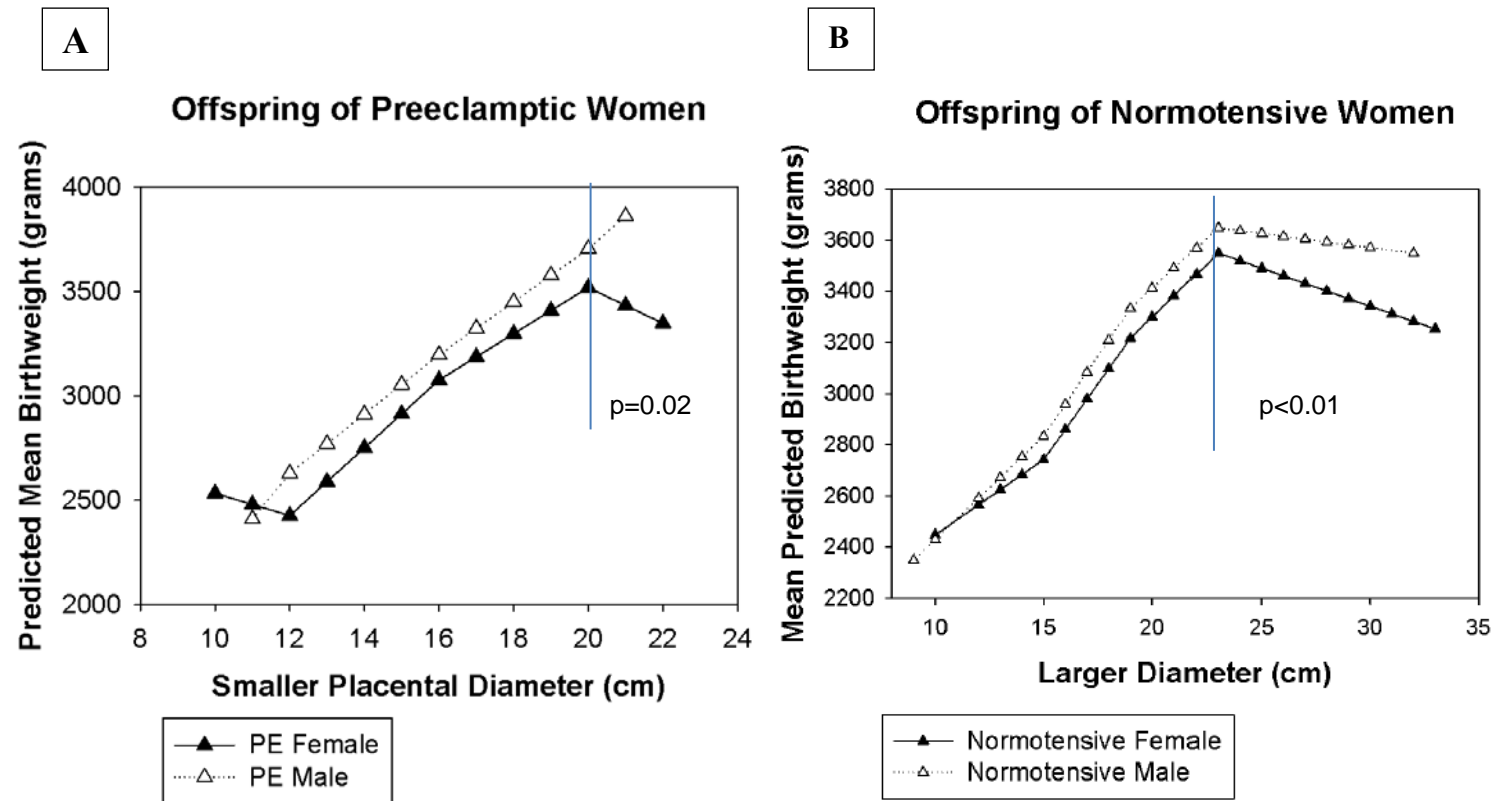 A
Offspring of Preeclamptic Women
Predicted Mean Birthweight (grams)
4000
3500
3000
2500
2000
p=0.02
8 10 12 14 16 18 20 22 24
Smaller Placental Diameter (cm)
PE Female
PE Male
B
Offspring of Normotensive Women
Mean Predicted Birthweight (grams)
3800
3600
3400
3200
3000
2800
2600
2400
2200
p<0.01
10 15 20 25 30 35
Larger Diameter (cm)
Normotensive Female
Normotensive Male